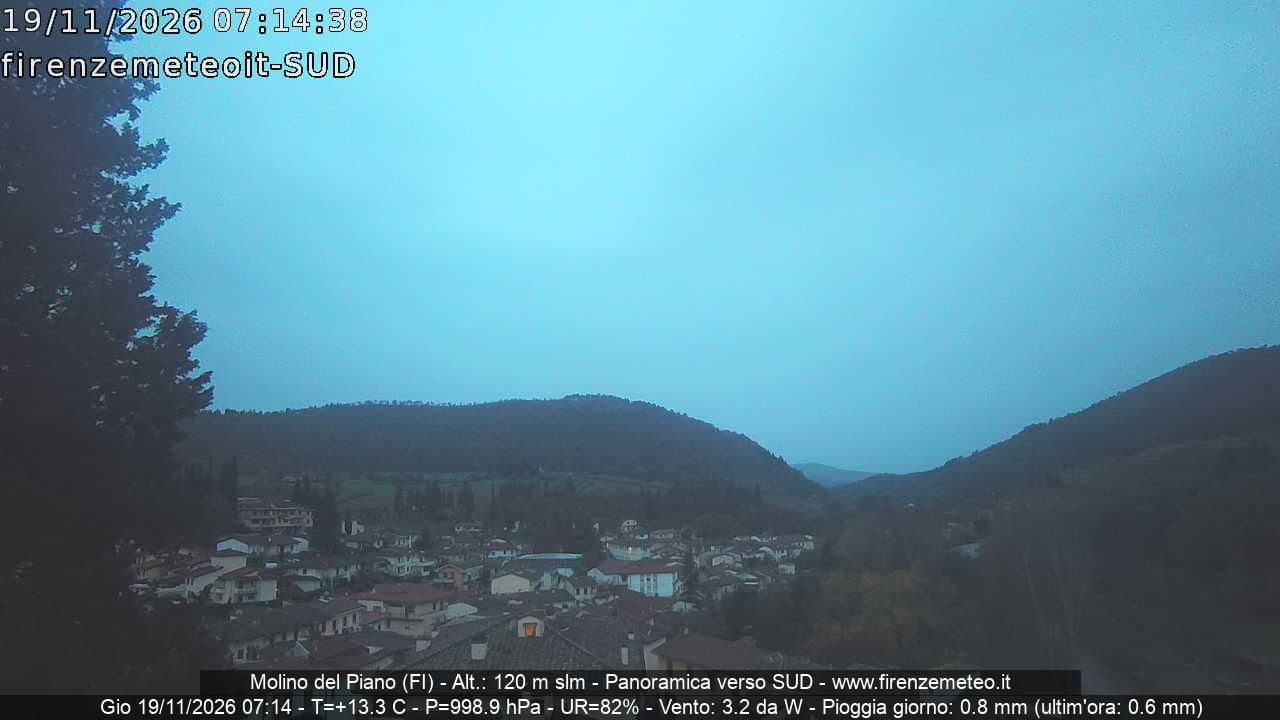 19/11/2026 07:14:38
firenzemeteoit-SUD
Molino del Piano (FI) - Alt.: 120 m slm - Panoramica verso SUD - www.firenzemeteo.it
Gio 19/11/2026 07:14 - T=+13.3 C - P=998.9 hPa - UR=82% - Vento: 3.2 da W - Pioggia giorno: 0.8 mm (ultim'ora: 0.6 mm)